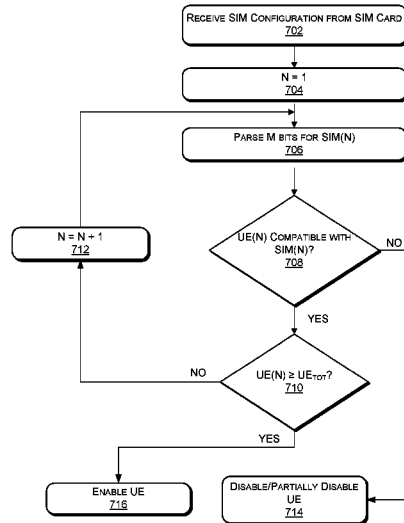 RECEIVE SIM CONFIGURATION FROM SIM CARD
702
N = 1
704
PARSE M BITS FOR SIM(N)
706
UE(N) COMPATIBLE WITH
SIM(N)?
708
NO
N = N + 1
712
YES
UE(N) ≥ UETOT?
710
NO
YES
ENABLE UE
716
DISABLE/PARTIALLY DISABLE
UE
714